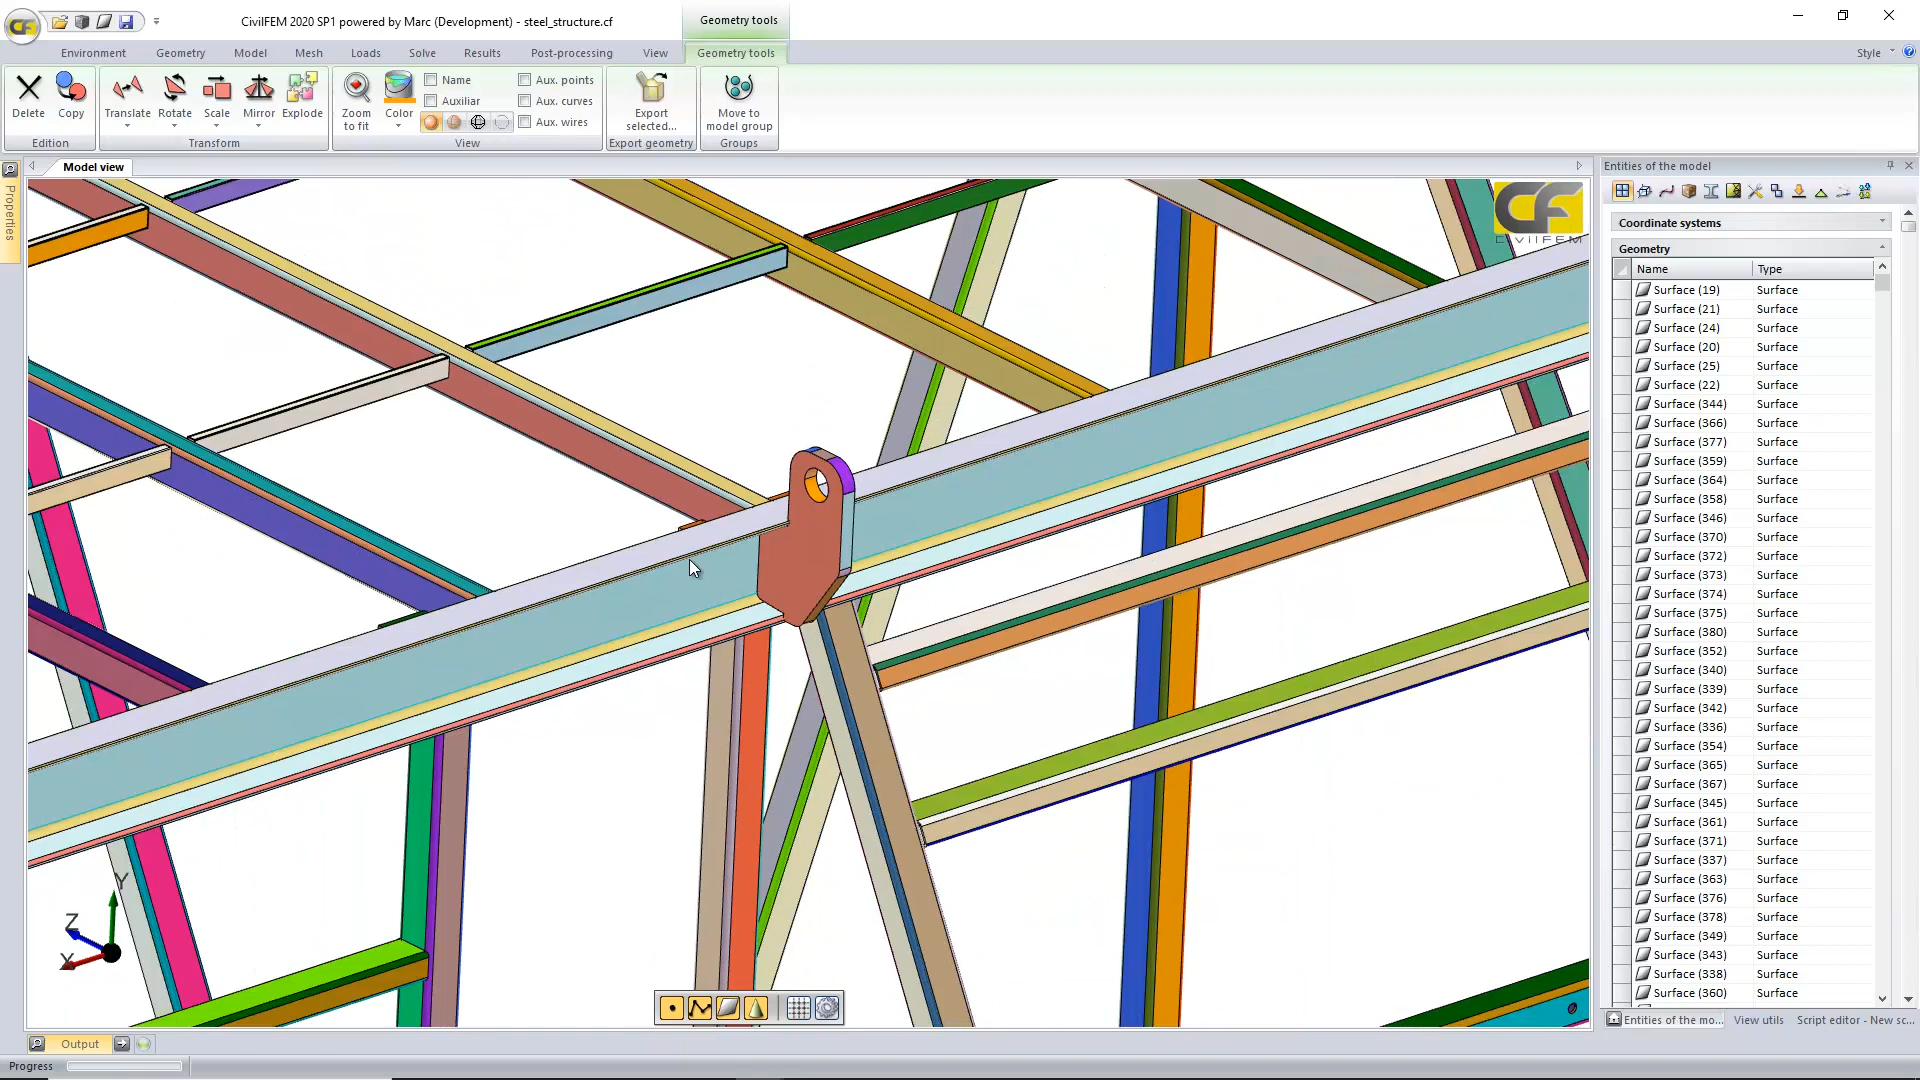 CivilFEM 2020 SP1 powered by Marc (Development) - steel_structure.cf
Geometry tools
Environment Geometry Model Mesh Loads Solve Results Post-processing View Geometry tools Style
Delete Copy Translate Rotate Scale Mirror Explode
Zoom to fit
Color
Name
Auxiliar
Aux. points
Aux. curves
Aux. wires
Export selected...
Move to model group
Edition Transform View Export geometry Groups
Properties
Model view
CF
CIVILFEM
Y
Z
X
Entities of the model
Coordinate systems
Geometry
Name Type
Surface (19) Surface
Surface (21) Surface
Surface (24) Surface
Surface (20) Surface
Surface (25) Surface
Surface (22) Surface
Surface (344) Surface
Surface (366) Surface
Surface (377) Surface
Surface (359) Surface
Surface (364) Surface
Surface (358) Surface
Surface (346) Surface
Surface (370) Surface
Surface (372) Surface
Surface (373) Surface
Surface (374) Surface
Surface (375) Surface
Surface (380) Surface
Surface (352) Surface
Surface (340) Surface
Surface (339) Surface
Surface (342) Surface
Surface (336) Surface
Surface (354) Surface
Surface (365) Surface
Surface (367) Surface
Surface (345) Surface
Surface (361) Surface
Surface (371) Surface
Surface (337) Surface
Surface (363) Surface
Surface (376) Surface
Surface (378) Surface
Surface (349) Surface
Surface (343) Surface
Surface (338) Surface
Surface (360) Surface
Entities of the mo... View utils Script editor - New sc...
Output
Progress